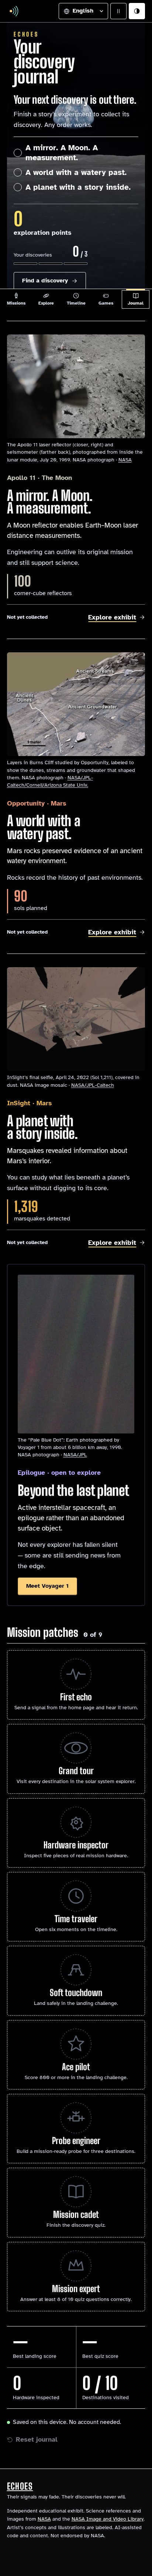 English
ECHOES
Your
discovery
journal
Your next discovery is out there.
Finish a story experiment to collect its
discovery. Any order works.
A mirror. A Moon. A
measurement.
A world with a watery past.
A planet with a story inside.
0
exploration points
Your discoveries
0 / 3
Find a discovery →
Missions
Explore
Timeline
Games
Journal
The Apollo 11 laser reflector (closer, right) and
seismometer (farther back), photographed from inside the
lunar module, July 20, 1969. NASA photograph · NASA
Apollo 11 · The Moon
A mirror. A Moon.
A measurement.
A Moon reflector enables Earth–Moon laser
distance measurements.
Engineering can outlive its original mission
and still support science.
100
corner-cube reflectors
Not yet collected
Explore exhibit →
Ancient
Dunes
Ancient Streams
Ancient Groundwater
Layers in Burns Cliff studied by Opportunity, labeled to
show the dunes, streams and groundwater that shaped
them. NASA photograph · NASA/JPL-
Caltech/Cornell/Arizona State Univ.
Opportunity · Mars
A world with a
watery past.
Mars rocks preserved evidence of an ancient
watery environment.
Rocks record the history of past environments.
90
sols planned
Not yet collected
Explore exhibit →
InSight's final selfie, April 24, 2022 (Sol 1,211), covered in
dust. NASA image mosaic · NASA/JPL-Caltech
InSight · Mars
A planet with
a story inside.
Marsquakes revealed information about
Mars's interior.
You can study what lies beneath a planet's
surface without digging to its core.
1,319
marsquakes detected
Not yet collected
Explore exhibit →
The "Pale Blue Dot": Earth photographed by
Voyager 1 from about 6 billion km away, 1990.
NASA photograph · NASA/JPL
Epilogue · open to explore
Beyond the last planet
Active interstellar spacecraft, an
epilogue rather than an abandoned
surface object.
Not every explorer has fallen silent
— some are still sending news from
the edge.
Meet Voyager 1
Mission patches
0 of 9
First echo
Send a signal from the home page and hear it return.
Grand tour
Visit every destination in the solar system explorer.
Hardware inspector
Inspect five pieces of real mission hardware.
Time traveler
Open six moments on the timeline.
Soft touchdown
Land safely in the landing challenge.
Ace pilot
Score 800 or more in the landing challenge.
Probe engineer
Build a mission-ready probe for three destinations.
Mission cadet
Finish the discovery quiz.
Mission expert
Answer at least 8 of 10 quiz questions correctly.
—
Best landing score
—
Best quiz score
0
Hardware inspected
0 / 10
Destinations visited
Saved on this device. No account needed.
Reset journal
ECHOES
Their signals may fade. Their discoveries never will.
Independent educational exhibit. Science references and
images from NASA and the NASA Image and Video Library.
Artist's concepts and illustrations are labeled. AI-assisted
code and content. Not endorsed by NASA.